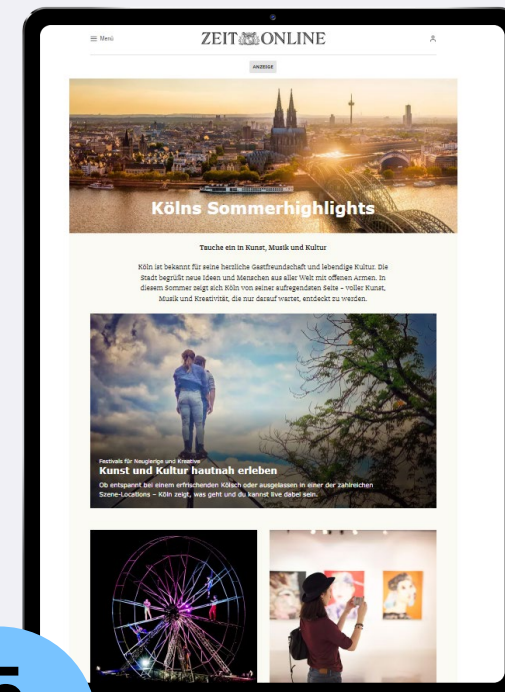 Menü
ZEIT ONLINE
ANZEIGE
Kölns Sommerhighlights
Tauche ein in Kunst, Musik und Kultur
Köln ist bekannt für seine herzliche Gastfreundschaft und lebendige Kultur. Die
Stadt begrüßt neue Ideen und Menschen aus aller Welt mit offenen Armen. In
diesem Sommer zeigt sich Köln von seiner aufregendsten Seite – voller Kunst,
Musik und Kreativität, die nur darauf wartet, entdeckt zu werden.
Festivals für Neugierige und Kreative
Kunst und Kultur hautnah erleben
Ob entspannt bei einem erfrischenden Kölsch oder ausgelassen in einer der zahlreichen
Szene-Locations – Köln zeigt, was geht und du kannst live dabei sein.